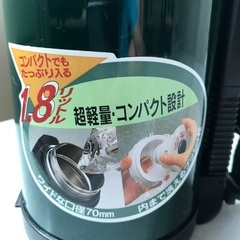 コンパクトでも
たっぷり入る
1.8リットル
超軽量・コンパクト設計
ワイドな口径70mm
内まで洗える